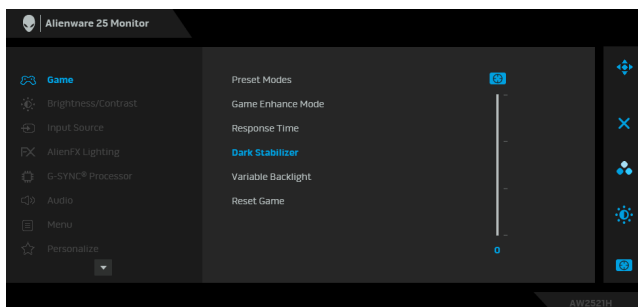 Alienware 25 Monitor
Game
Brightness/Contrast
Input Source
AlienFX Lighting
G-SYNC® Processor
Audio
Menu
Personalize
Preset Modes
Game Enhance Mode
Response Time
Dark Stabilizer
Variable Backlight
Reset Game
0
AW2521H